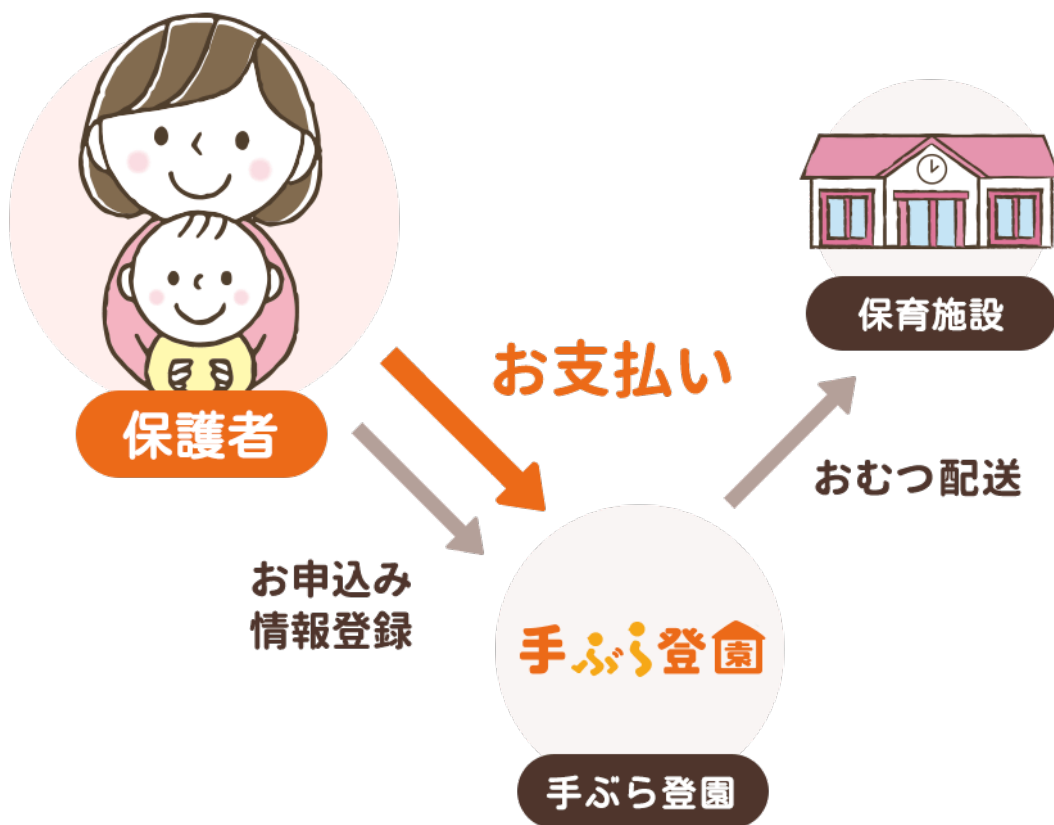 保育施設
お支払い
保護者
おむつ配送
お申込み
情報登録
手ぶら登園
手ぶら登園